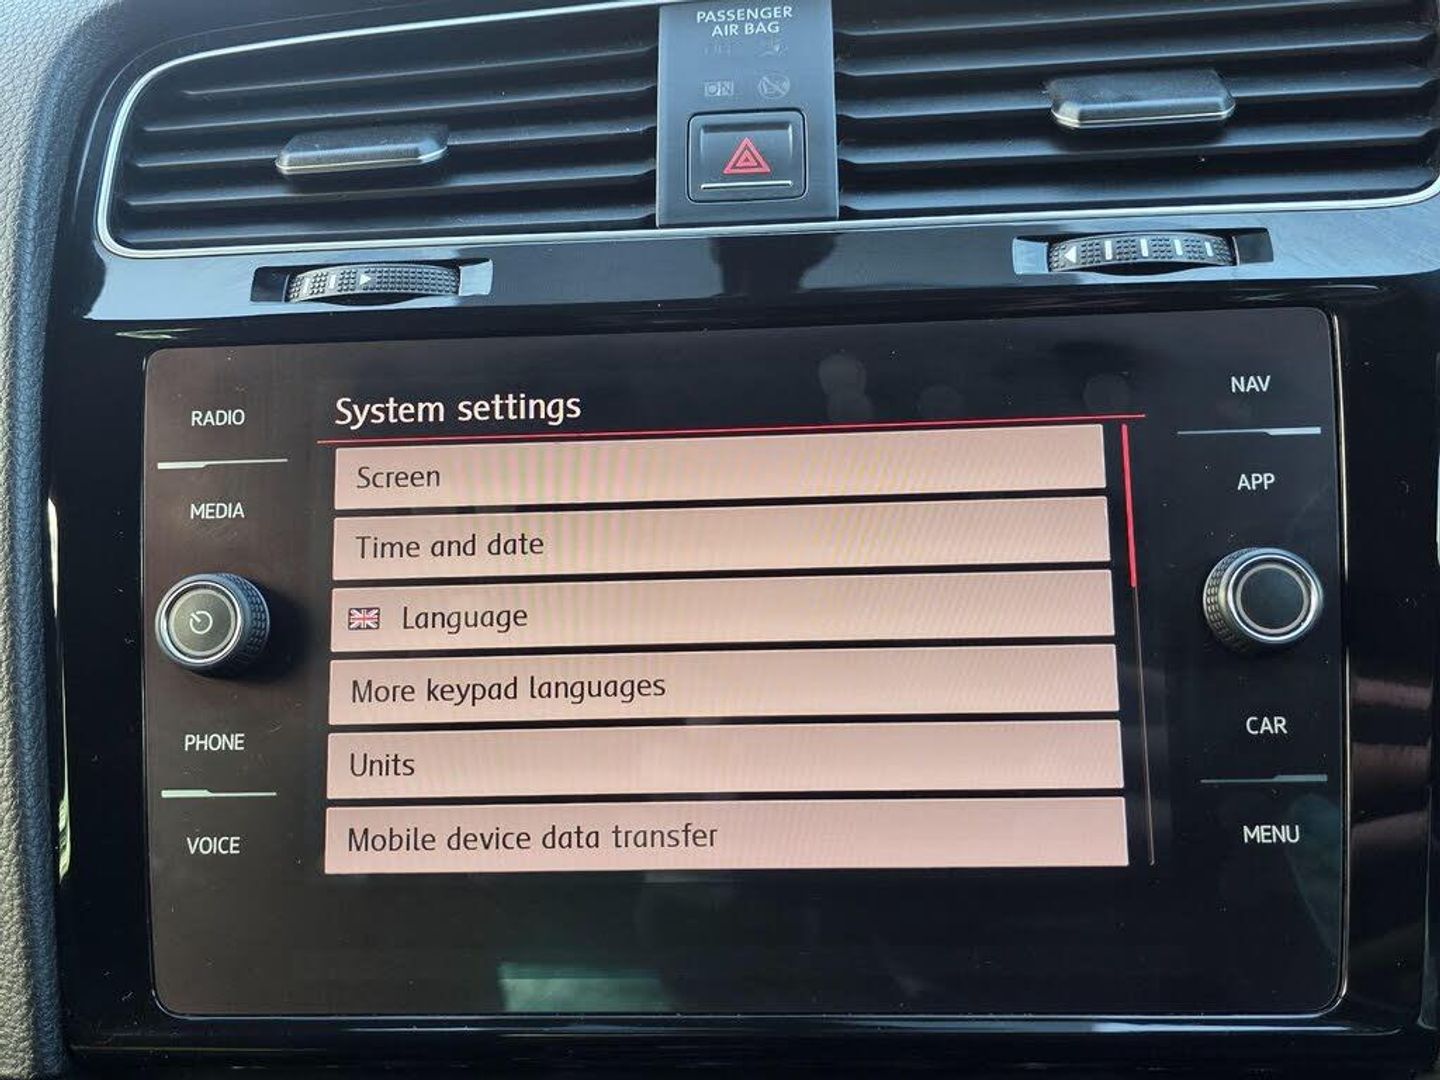 PASSENGER
AIR BAG
ON
RADIO
MEDIA
PHONE
VOICE
System settings
Screen
Time and date
Language
More keypad languages
Units
Mobile device data transfer
NAV
APP
CAR
MENU